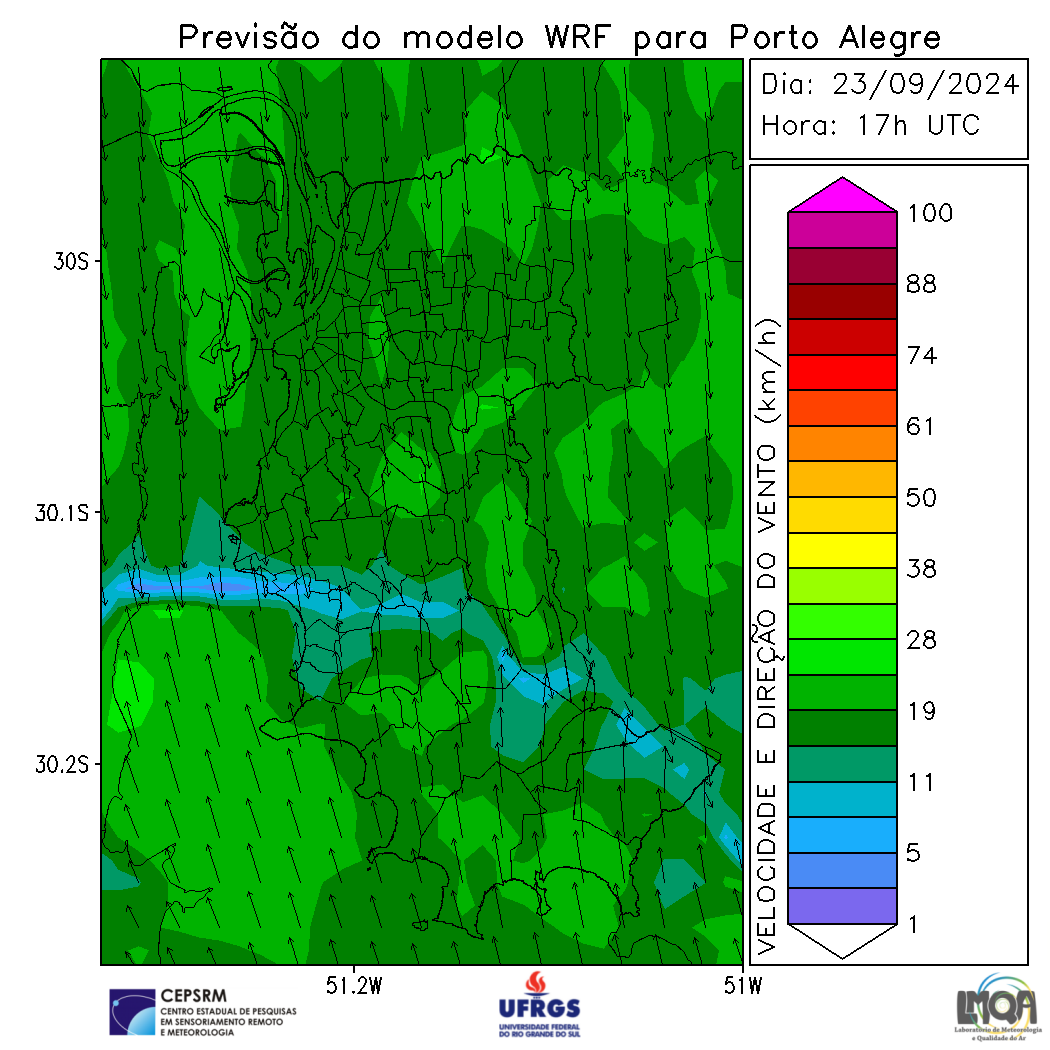 Previsão do modelo WRF para Porto Alegre
Dia: 23/09/2024
Hora: 17h UTC
30S
30.1S
30.2S
51.2W
51W
VELOCIDADE E DIREÇÃO DO VENTO (km/h)
100
88
74
61
50
38
28
19
11
5
1
CEPSRM
CENTRO ESTADUAL DE PESQUISAS
EM SENSORIAMENTO REMOTO
E METEOROLOGIA
UFRGS
UNIVERSIDADE FEDERAL
DO RIO GRANDE DO SUL
LMQA
Laboratório de Meteorologia
e Qualidade do Ar